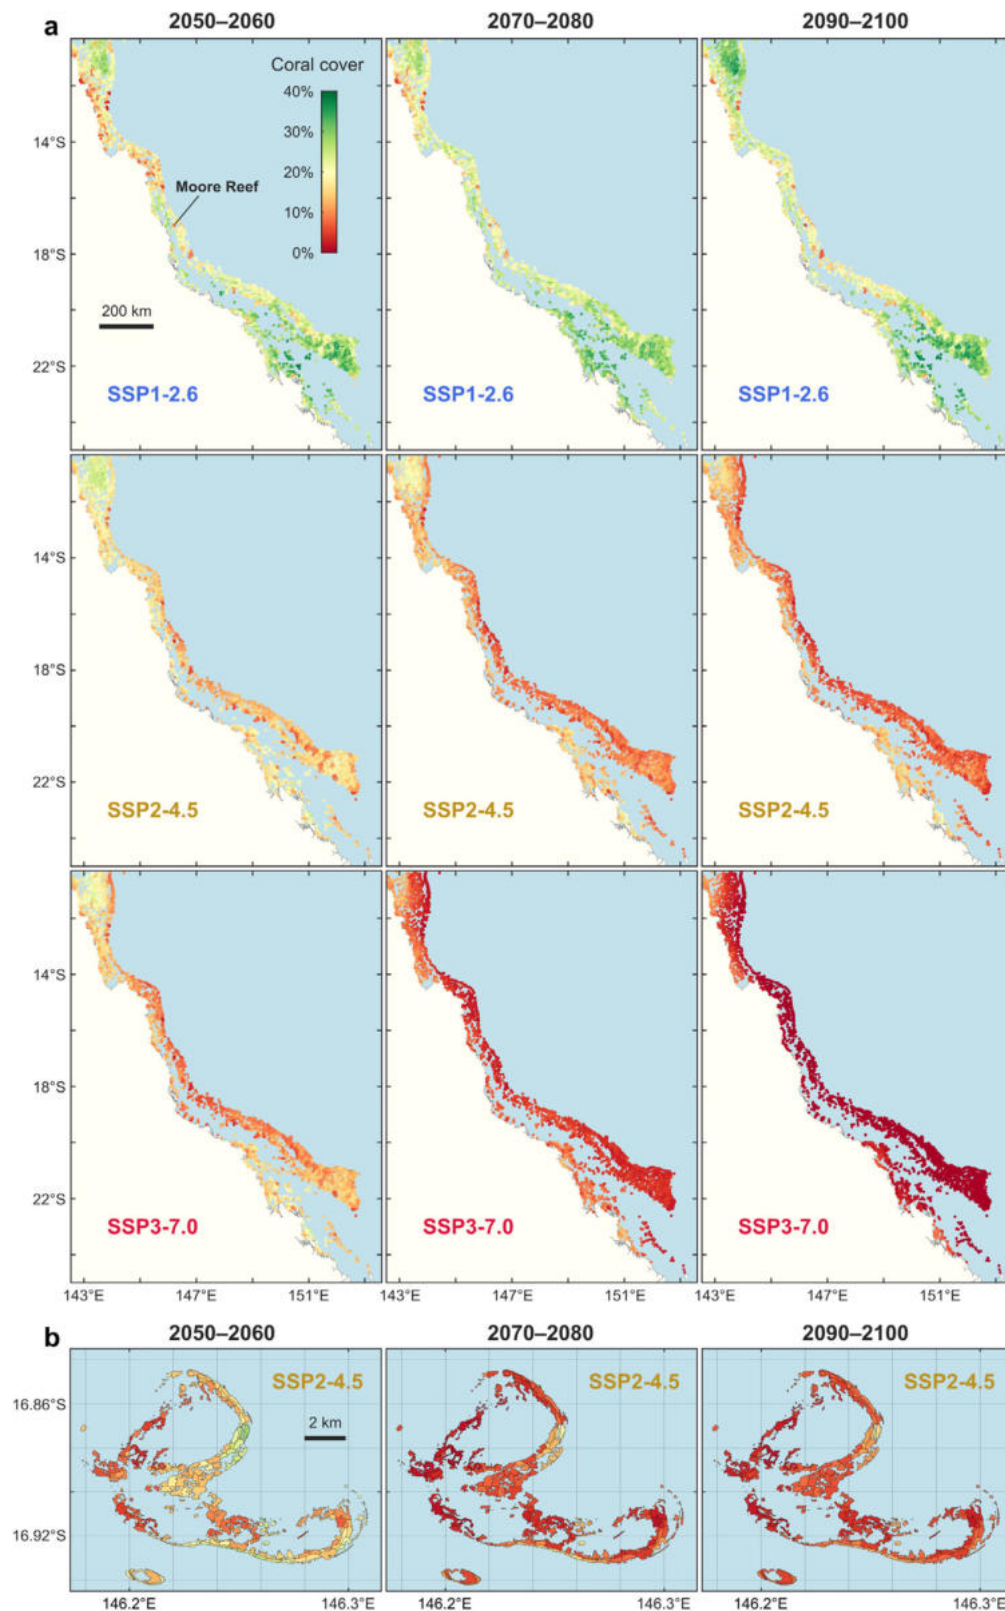 a
2050–2060 2070–2080 2090–2100
Coral cover
40%
30%
20%
10%
0%
Moore Reef
14°S
18°S
200 km
22°S
SSP1-2.6 SSP1-2.6 SSP1-2.6
14°S
18°S
22°S
SSP2-4.5 SSP2-4.5 SSP2-4.5
14°S
18°S
22°S
SSP3-7.0 SSP3-7.0 SSP3-7.0
143°E 147°E 151°E 143°E 147°E 151°E 143°E 147°E 151°E
b
2050–2060 2070–2080 2090–2100
SSP2-4.5 SSP2-4.5 SSP2-4.5
16.86°S
2 km
16.92°S
146.2°E 146.3°E 146.2°E 146.3°E 146.2°E 146.3°E